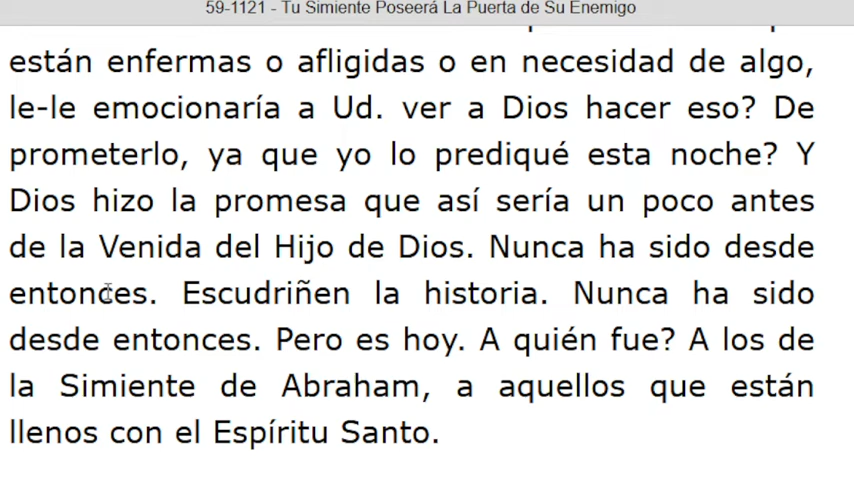 59-1121 - Tu Simiente Poseerá La Puerta de Su Enemigo
están enfermas o afligidas o en necesidad de algo,
le-le emocionaría a Ud. ver a Dios hacer eso? De
prometerlo, ya que yo lo prediqué esta noche? Y
Dios hizo la promesa que así sería un poco antes
de la Venida del Hijo de Dios. Nunca ha sido desde
entonces. Escudriñen la historia. Nunca ha sido
desde entonces. Pero es hoy. A quién fue? A los de
la Simiente de Abraham, a aquellos que están
llenos con el Espíritu Santo.